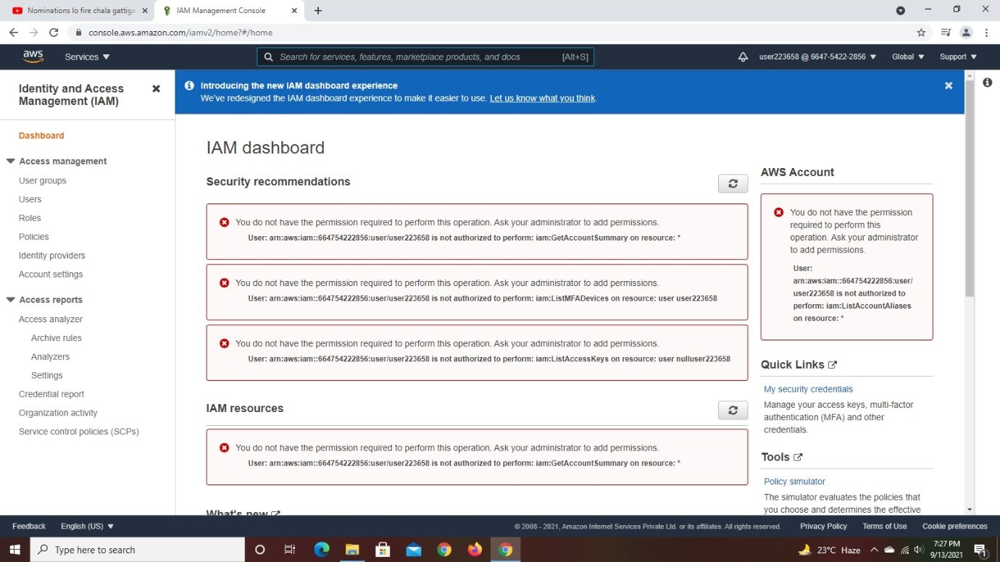 Nominations lo fire chala gattiga
IAM Management Console
console.aws.amazon.com/iamv2/home?#/home
aws
Services
Search for services, features, marketplace products, and docs
[Alt+S]
user223658 @ 6647-5422-2856
Global
Support
Identity and Access
Management (IAM)
Dashboard
Access management
User groups
Users
Roles
Policies
Identity providers
Account settings
Access reports
Access analyzer
Archive rules
Analyzers
Settings
Credential report
Organization activity
Service control policies (SCPs)
Introducing the new IAM dashboard experience
We've redesigned the IAM dashboard experience to make it easier to use. Let us know what you think.
IAM dashboard
Security recommendations
You do not have the permission required to perform this operation. Ask your administrator to add permissions.
User: arn:aws:iam::664754222856:user/user223658 is not authorized to perform: iam:GetAccountSummary on resource: *
You do not have the permission required to perform this operation. Ask your administrator to add permissions.
User: arn:aws:iam::664754222856:user/user223658 is not authorized to perform: iam:ListMFADevices on resource: user user223658
You do not have the permission required to perform this operation. Ask your administrator to add permissions.
User: arn:aws:iam::664754222856:user/user223658 is not authorized to perform: iam:ListAccessKeys on resource: user nulluser223658
IAM resources
You do not have the permission required to perform this operation. Ask your administrator to add permissions.
User: arn:aws:iam::664754222856:user/user223658 is not authorized to perform: iam:GetAccountSummary on resource: *
What's new
AWS Account
You do not have the permission
required to perform this
operation. Ask your administrator
to add permissions.
User:
arn:aws:iam::664754222856:user/
user223658 is not authorized to
perform: iam:ListAccountAliases
on resource: *
Quick Links
My security credentials
Manage your access keys, multi-factor
authentication (MFA) and other
credentials.
Tools
Policy simulator
The simulator evaluates the policies that
you choose and determines the effective
Feedback
English (US)
© 2008 - 2021, Amazon Internet Services Private Ltd. or its affiliates. All rights reserved.
Privacy Policy
Terms of Use
Cookie preferences
Type here to search
23°C Haze
7:27 PM
9/13/2021
1